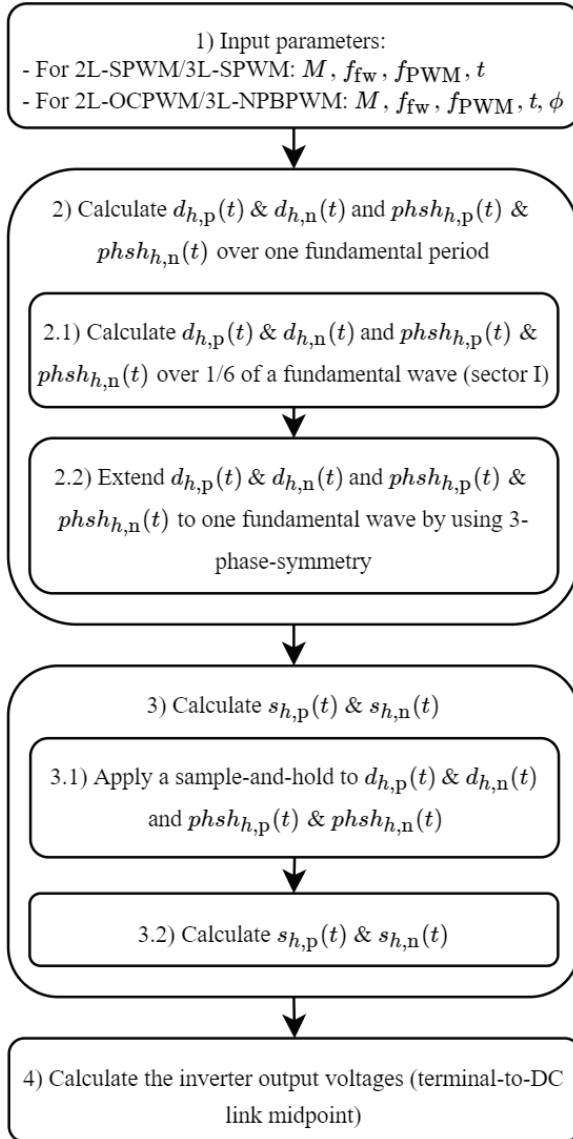 1) Input parameters:
- For 2L-SPWM/3L-SPWM: M, f_fw, f_PWM, t
- For 2L-OCPWM/3L-NPBPWM: M, f_fw, f_PWM, t, ϕ
2) Calculate d_h,p(t) & d_h,n(t) and phsh_h,p(t) &
phsh_h,n(t) over one fundamental period
2.1) Calculate d_h,p(t) & d_h,n(t) and phsh_h,p(t) &
phsh_h,n(t) over 1/6 of a fundamental wave (sector I)
2.2) Extend d_h,p(t) & d_h,n(t) and phsh_h,p(t) &
phsh_h,n(t) to one fundamental wave by using 3-
phase-symmetry
3) Calculate s_h,p(t) & s_h,n(t)
3.1) Apply a sample-and-hold to d_h,p(t) & d_h,n(t)
and phsh_h,p(t) & phsh_h,n(t)
3.2) Calculate s_h,p(t) & s_h,n(t)
4) Calculate the inverter output voltages (terminal-to-DC
link midpoint)